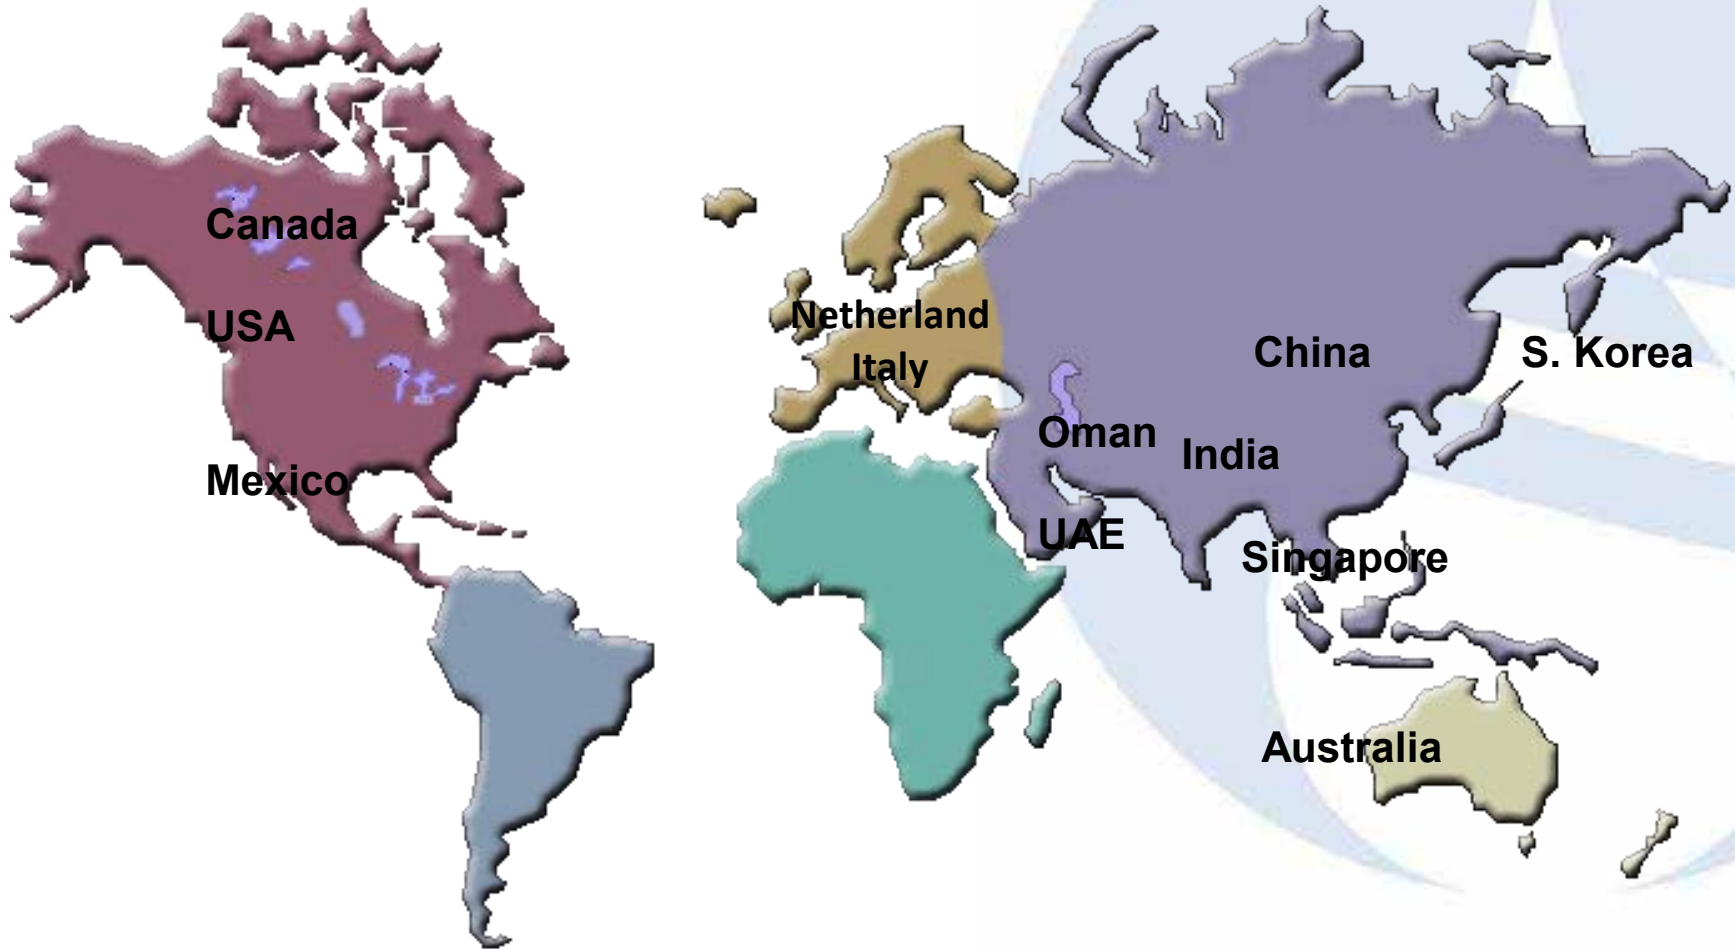 Canada
USA
Mexico
Netherland
Italy
Oman
UAE
India
China
S. Korea
Singapore
Australia